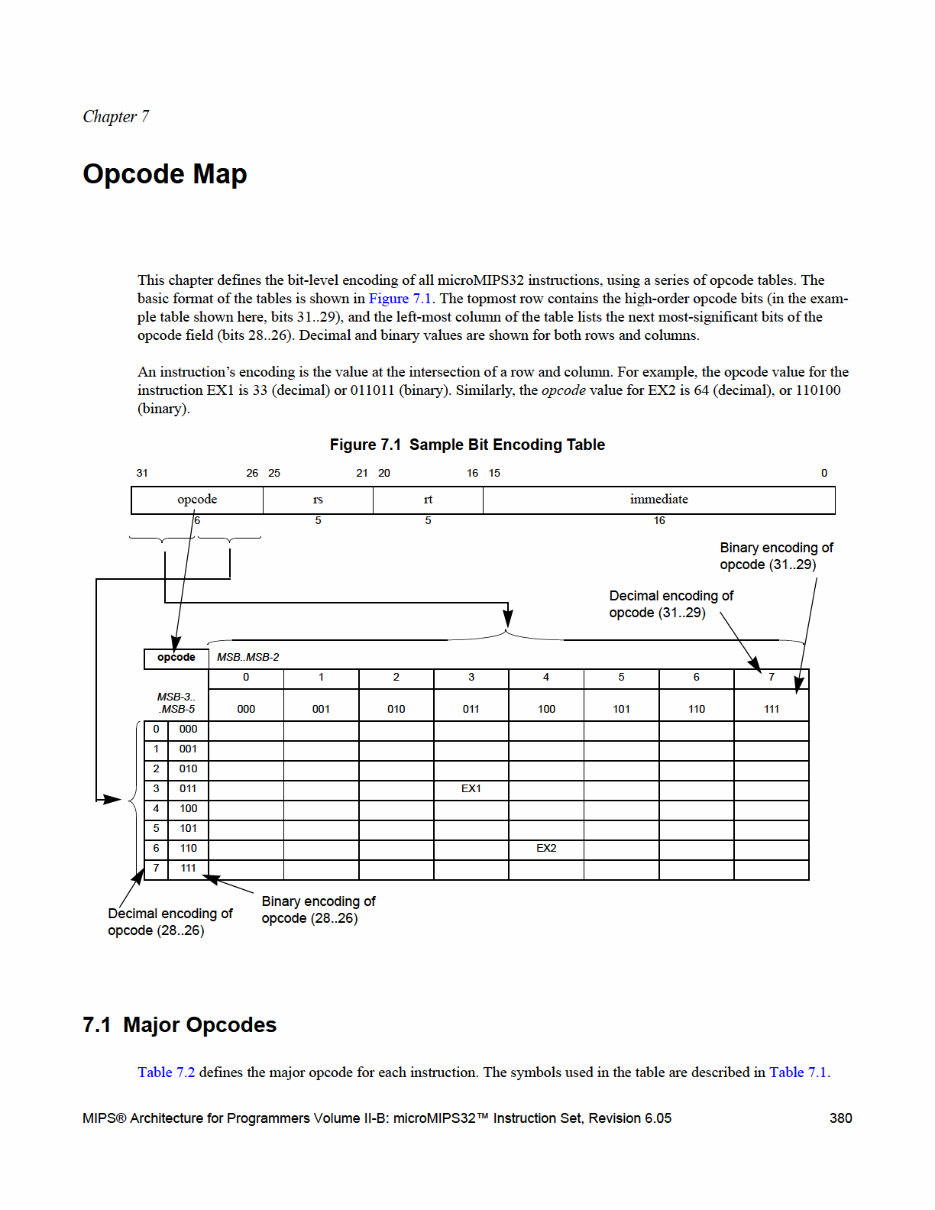 Chapter 7
Opcode Map
This chapter defines the bit-level encoding of all microMIPS32 instructions, using a series of opcode tables. The
basic format of the tables is shown in Figure 7.1. The topmost row contains the high-order opcode bits (in the exam-
ple table shown here, bits 31..29), and the left-most column of the table lists the next most-significant bits of the
opcode field (bits 28..26). Decimal and binary values are shown for both rows and columns.
An instruction’s encoding is the value at the intersection of a row and column. For example, the opcode value for the
instruction EX1 is 33 (decimal) or 011011 (binary). Similarly, the opcode value for EX2 is 64 (decimal), or 110100
(binary).
Figure 7.1 Sample Bit Encoding Table
31 26 25 21 20 16 15 0
opcode rs rt immediate
6 5 5 16
Binary encoding of
opcode (31..29)
Decimal encoding of
opcode (31..29)
opcode MSB..MSB-2
0 1 2 3 4 5 6 7
MSB-3..
.MSB-5 000 001 010 011 100 101 110 111
0 000
1 001
2 010
3 011 EX1
4 100
5 101
6 110 EX2
7 111
Binary encoding of
opcode (28..26)
Decimal encoding of
opcode (28..26)
7.1 Major Opcodes
Table 7.2 defines the major opcode for each instruction. The symbols used in the table are described in Table 7.1.
MIPS® Architecture for Programmers Volume II-B: microMIPS32™ Instruction Set, Revision 6.05 380